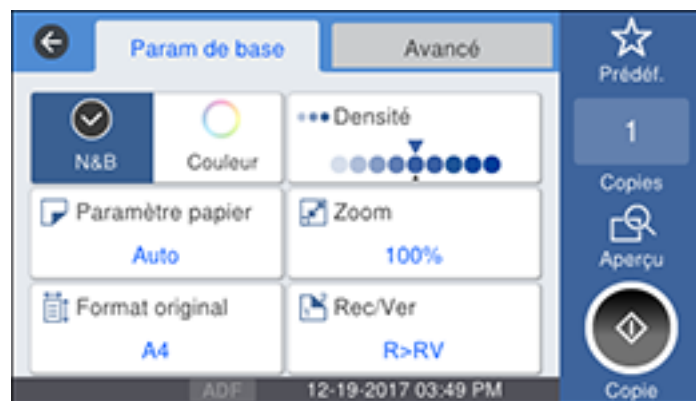 Param de base
Avancé
Prédéf.
N&B
Couleur
Densité
1
Copies
Paramètre papier
Auto
Zoom
100%
Aperçu
Format original
A4
Rec/Ver
R>RV
ADF
12-19-2017 03:49 PM
Copie